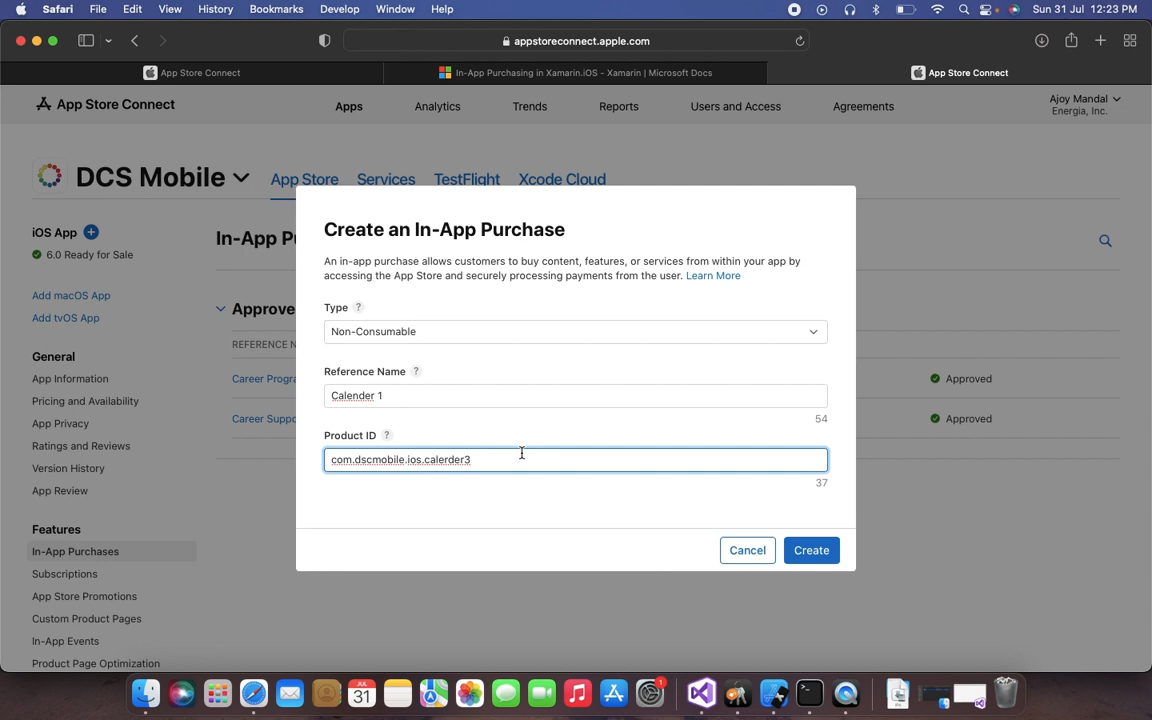 Safari File Edit View History Bookmarks Develop Window Help Sun 31 Jul 12:23 PM
appstoreconnect.apple.com
App Store Connect In-App Purchasing in Xamarin.iOS - Xamarin | Microsoft Docs App Store Connect
App Store Connect Apps Analytics Trends Reports Users and Access Agreements Ajoy Mandal
Energia, Inc.
DCS Mobile App Store Services TestFlight Xcode Cloud
iOS App
6.0 Ready for Sale
Add macOS App
Add tvOS App
General
App Information
Pricing and Availability
App Privacy
Ratings and Reviews
Version History
App Review
Features
In-App Purchases
Subscriptions
App Store Promotions
Custom Product Pages
In-App Events
Product Page Optimization
In-App P
Approve
REFERENCE N
Career Progra Approved
Career Suppo Approved
Create an In-App Purchase
An in-app purchase allows customers to buy content, features, or services from within your app by
accessing the App Store and securely processing payments from the user. Learn More
Type ?
Non-Consumable
Reference Name ?
Calender 1
54
Product ID ?
com.dscmobile.ios.calerder3
37
Cancel Create
JUL
31
1